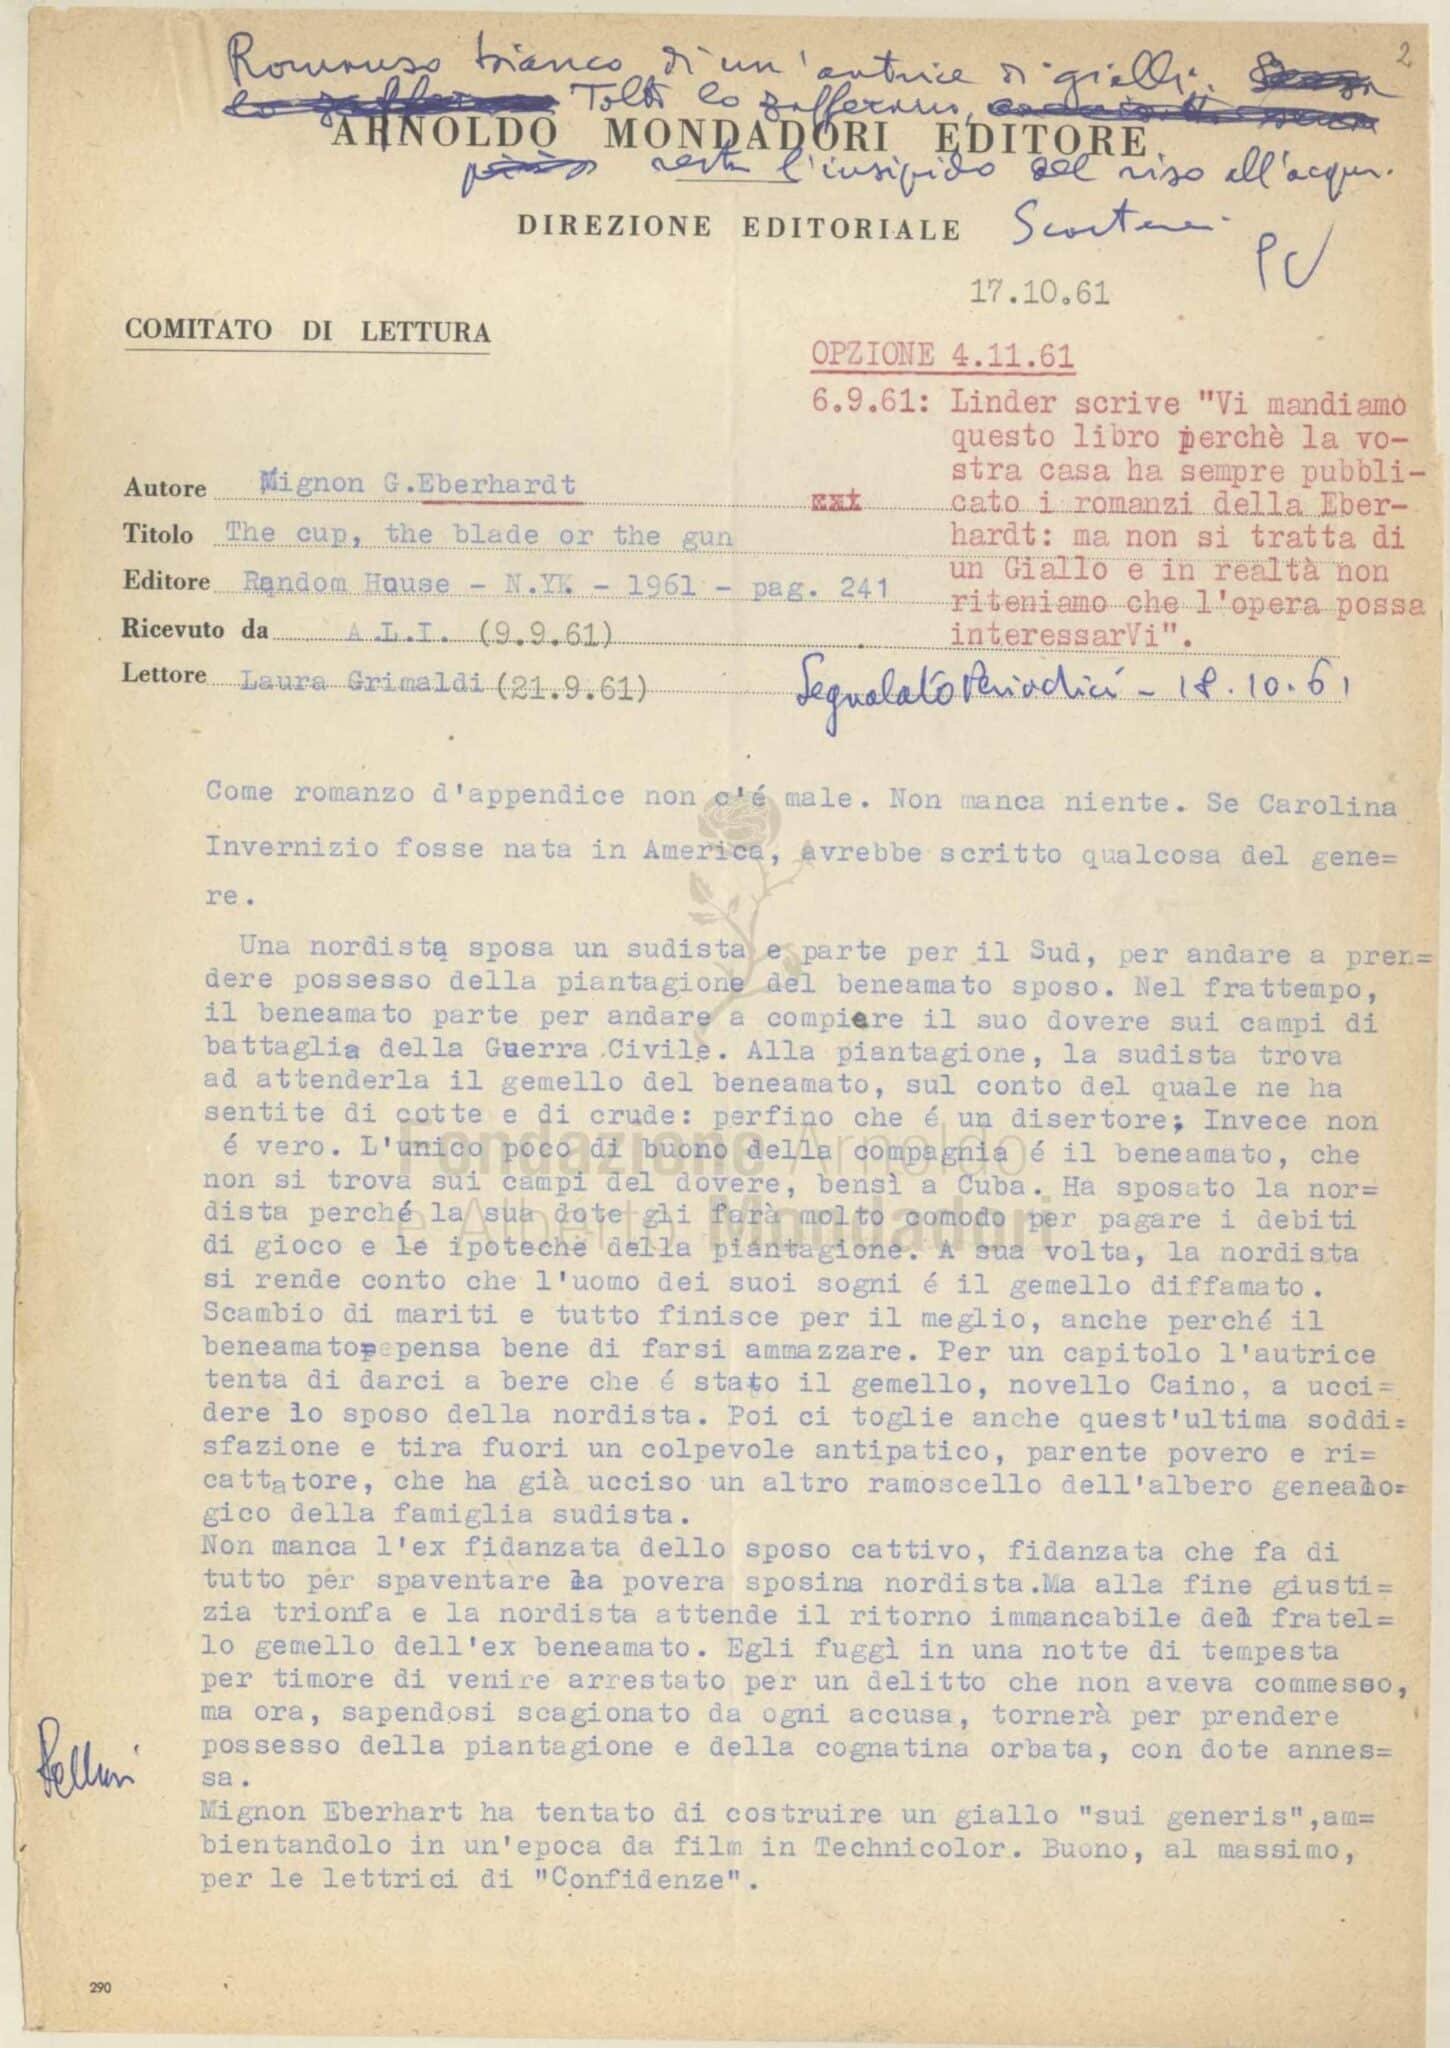 2
Romanzo bianco di un'autrice di gialli.
Tolto lo zafferano,
ARNOLDO MONDADORI EDITORE
resta l'insipido del riso all'acqua.
DIREZIONE EDITORIALE
17.10.61
COMITATO DI LETTURA
OPZIONE 4.11.61
6.9.61: Linder scrive "Vi mandiamo
questo libro perchè la vo-
stra casa ha sempre pubbli-
cato i romanzi della Eber-
hardt: ma non si tratta di
un Giallo e in realtà non
riteniamo che l'opera possa
interessarVi".
Autore Mignon G.Eberhardt
Titolo The cup, the blade or the gun
Editore Random House - N.YK. - 1961 - pag. 241
Ricevuto da A.L.I. (9.9.61)
Lettore Laura Grimaldi (21.9.61)
Segnalato Periodici - 18.10.61
Come romanzo d'appendice non c'é male. Non manca niente. Se Carolina
Invernizio fosse nata in America, avrebbe scritto qualcosa del gene=
re.
Una nordista sposa un sudista e parte per il Sud, per andare a pren=
dere possesso della piantagione del beneamato sposo. Nel frattempo,
il beneamato parte per andare a compiere il suo dovere sui campi di
battaglia della Guerra Civile. Alla piantagione, la sudista trova
ad attenderla il gemello del beneamato, sul conto del quale ne ha
sentite di cotte e di crude: perfino che é un disertore; Invece non
é vero. L'unico poco di buono della compagnia é il beneamato, che
non si trova sui campi del dovere, bensì a Cuba. Ha sposato la nor=
dista perché la sua dote gli farà molto comodo per pagare i debiti
di gioco e le ipoteche della piantagione. A sua volta, la nordista
si rende conto che l'uomo dei suoi sogni é il gemello diffamato.
Scambio di mariti e tutto finisce per il meglio, anche perché il
beneamato pensa bene di farsi ammazzare. Per un capitolo l'autrice
tenta di darci a bere che é stato il gemello, novello Caino, a ucci=
dere lo sposo della nordista. Poi ci toglie anche quest'ultima soddi=
sfazione e tira fuori un colpevole antipatico, parente povero e ri=
cattatore, che ha già ucciso un altro ramoscello dell'albero genealo=
gico della famiglia sudista.
Non manca l'ex fidanzata dello sposo cattivo, fidanzata che fa di
tutto per spaventare la povera sposina nordista.Ma alla fine giusti=
zia trionfa e la nordista attende il ritorno immancabile del fratel=
lo gemello dell'ex beneamato. Egli fuggì in una notte di tempesta
per timore di venire arrestato per un delitto che non aveva commesso,
ma ora, sapendosi scagionato da ogni accusa, tornerà per prendere
possesso della piantagione e della cognatina orbata, con dote annes=
sa.
Mignon Eberhart ha tentato di costruire un giallo "sui generis",am=
bientandolo in un'epoca da film in Technicolor. Buono, al massimo,
per le lettrici di "Confidenze".
Fondazione Arnoldo
e Alberto Mondadori
290